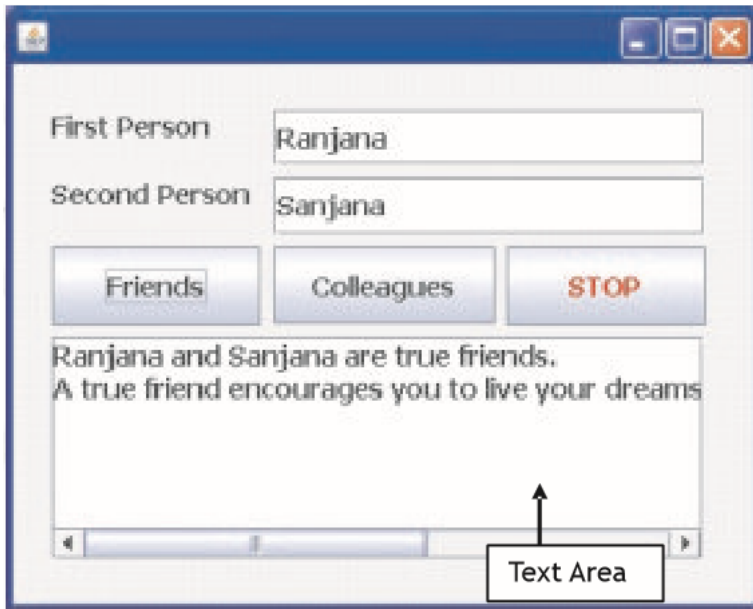 First Person
Ranjana
Second Person
Sanjana
Friends
Colleagues
STOP
Ranjana and Sanjana are true friends.
A true friend encourages you to live your dreams
Text Area